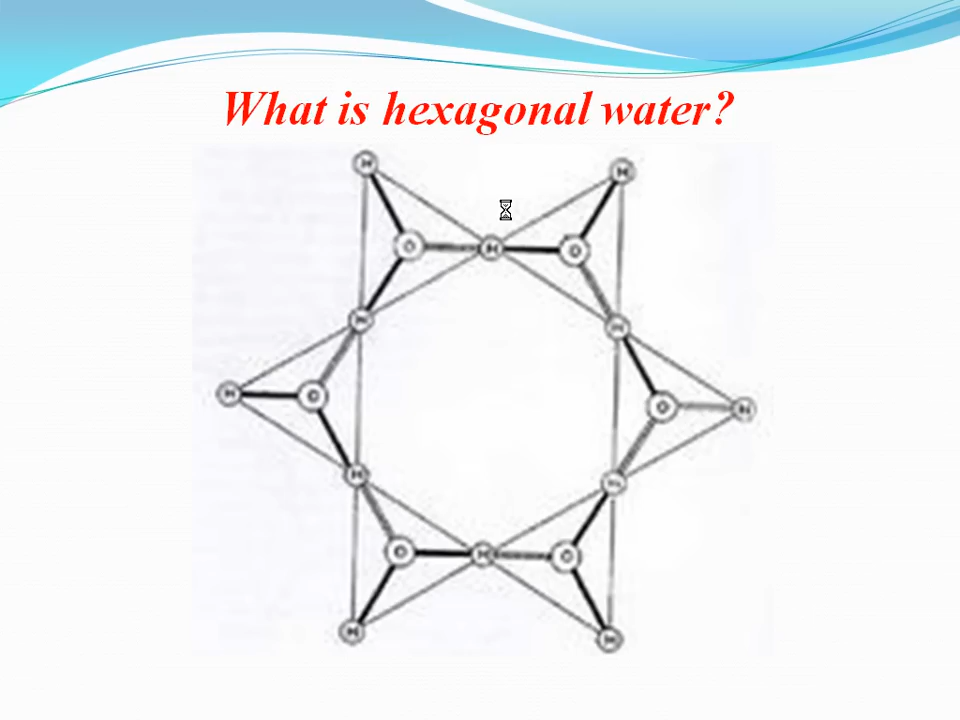 What is hexagonal water?
H H
O H O
H H
H O O
H
O H O
H H